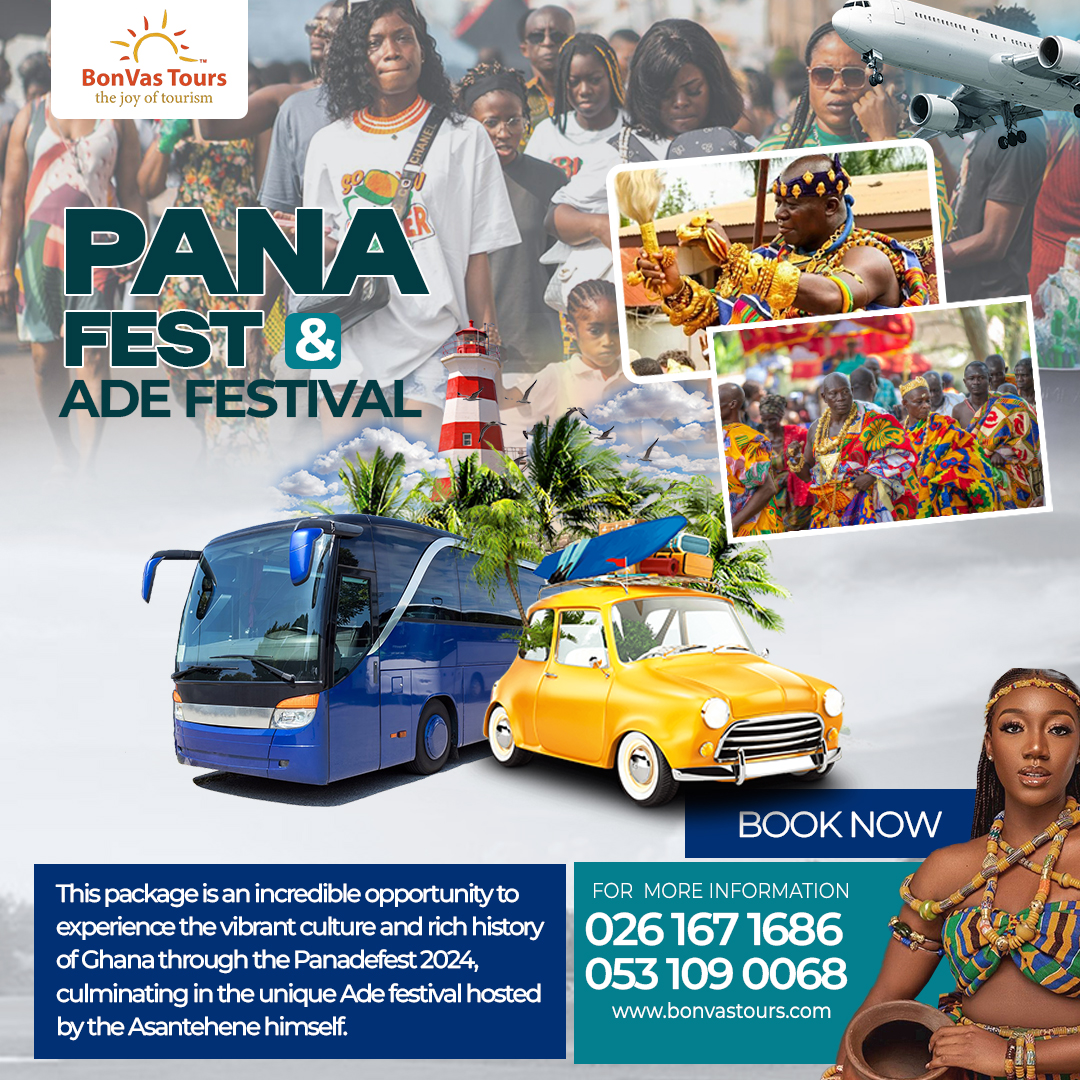 BonVas Tours
™
the joy of tourism
CHANEL
PANA
FEST &
ADE FESTIVAL
BOOK NOW
This package is an incredible opportunity to
experience the vibrant culture and rich history
of Ghana through the Panadefest 2024,
culminating in the unique Ade festival hosted
by the Asantehene himself.
FOR MORE INFORMATION
026 167 1686
053 109 0068
www.bonvastours.com